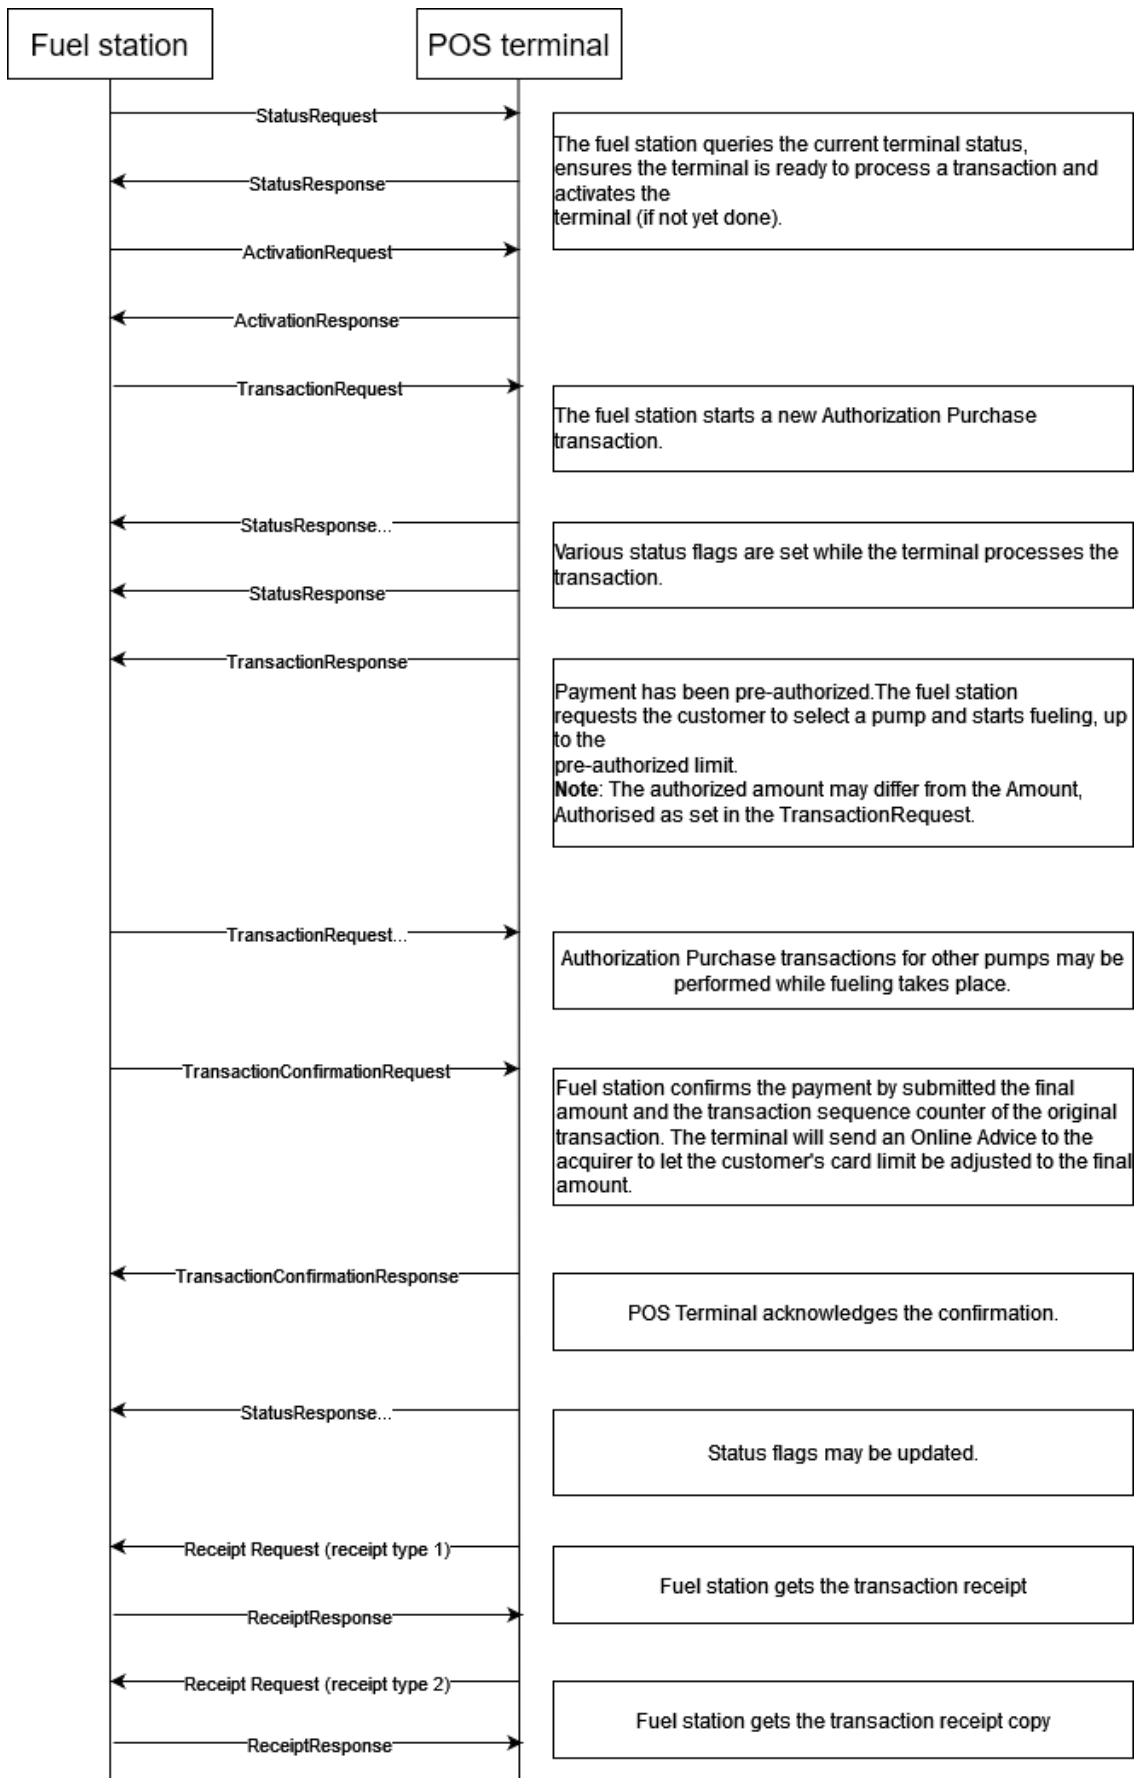 Fuel station
POS terminal
StatusRequest
The fuel station queries the current terminal status,
ensures the terminal is ready to process a transaction and
activates the
terminal (if not yet done).
StatusResponse
ActivationRequest
ActivationResponse
TransactionRequest
The fuel station starts a new Authorization Purchase
transaction.
StatusResponse...
Various status flags are set while the terminal processes the
transaction.
StatusResponse
TransactionResponse
Payment has been pre-authorized.The fuel station
requests the customer to select a pump and starts fueling, up
to the
pre-authorized limit.
Note: The authorized amount may differ from the Amount,
Authorised as set in the TransactionRequest.
TransactionRequest...
Authorization Purchase transactions for other pumps may be
performed while fueling takes place.
TransactionConfirmationRequest
Fuel station confirms the payment by submitted the final
amount and the transaction sequence counter of the original
transaction. The terminal will send an Online Advice to the
acquirer to let the customer's card limit be adjusted to the final
amount.
TransactionConfirmationResponse
POS Terminal acknowledges the confirmation.
StatusResponse...
Status flags may be updated.
Receipt Request (receipt type 1)
Fuel station gets the transaction receipt
ReceiptResponse
Receipt Request (receipt type 2)
Fuel station gets the transaction receipt copy
ReceiptResponse